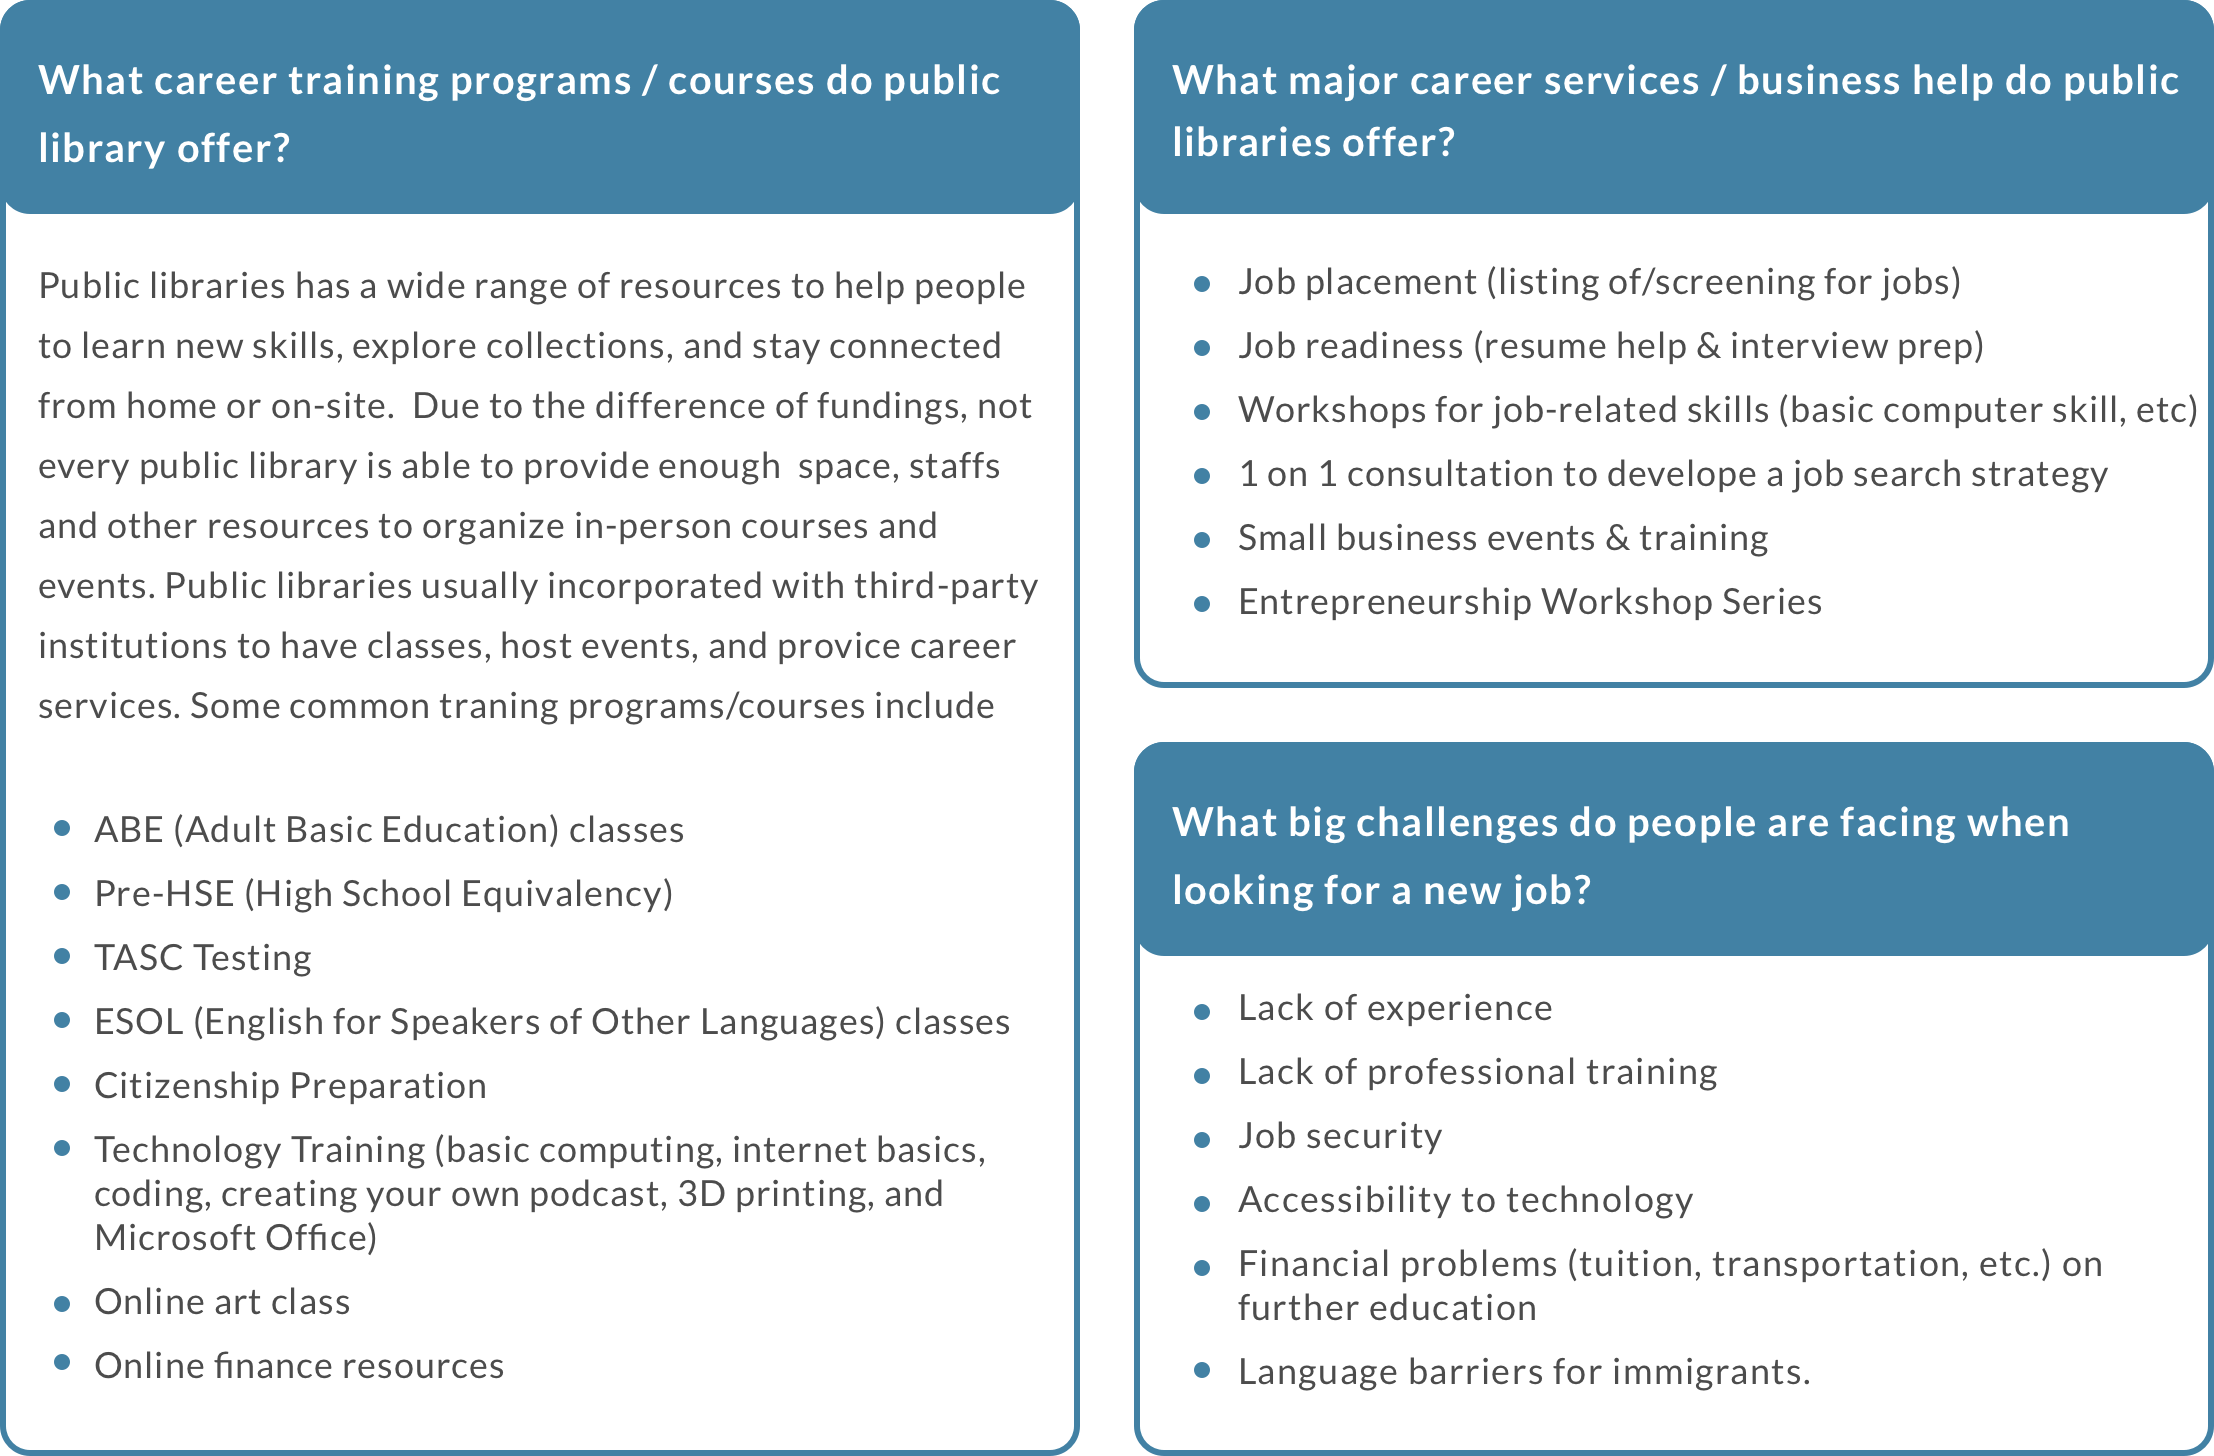 What career training programs / courses do public
library offer?
Public libraries has a wide range of resources to help people
to learn new skills, explore collections, and stay connected
from home or on-site.  Due to the difference of fundings, not
every public library is able to provide enough  space, staffs
and other resources to organize in-person courses and
events. Public libraries usually incorporated with third-party
institutions to have classes, host events, and provice career
services. Some common traning programs/courses include
ABE (Adult Basic Education) classes
Pre-HSE (High School Equivalency)
TASC Testing
ESOL (English for Speakers of Other Languages) classes
Citizenship Preparation
Technology Training (basic computing, internet basics,
coding, creating your own podcast, 3D printing, and
Microsoft Office)
Online art class
Online finance resources
What major career services / business help do public
libraries offer?
Job placement (listing of/screening for jobs)
Job readiness (resume help & interview prep)
Workshops for job-related skills (basic computer skill, etc)
1 on 1 consultation to develope a job search strategy
Small business events & training
Entrepreneurship Workshop Series
What big challenges do people are facing when
looking for a new job?
Lack of experience
Lack of professional training
Job security
Accessibility to technology
Financial problems (tuition, transportation, etc.) on
further education
Language barriers for immigrants.